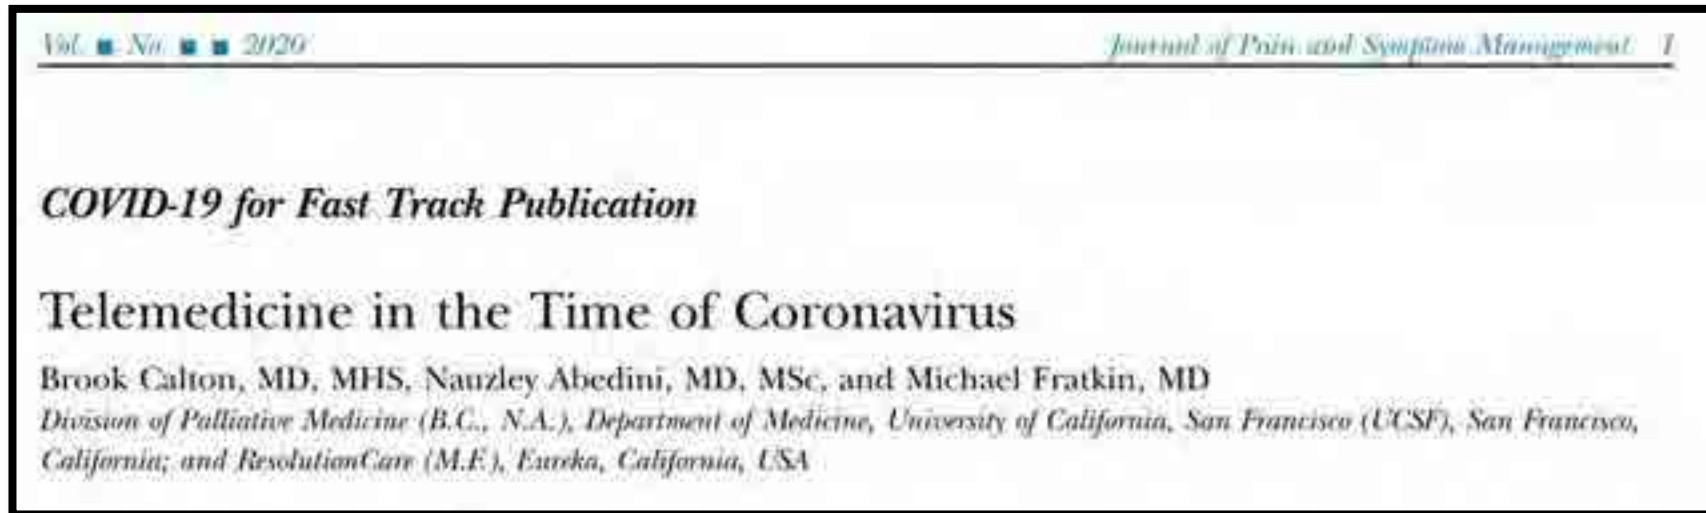 Vol. ■ No. ■ ■ 2020
Journal of Pain and Symptom Management 1
COVID-19 for Fast Track Publication
Telemedicine in the Time of Coronavirus
Brook Calton, MD, MHS, Nauzley Abedini, MD, MSc, and Michael Fratkin, MD
Division of Palliative Medicine (B.C., N.A.), Department of Medicine, University of California, San Francisco (UCSF), San Francisco,
California; and ResolutionCare (M.F.), Eureka, California, USA